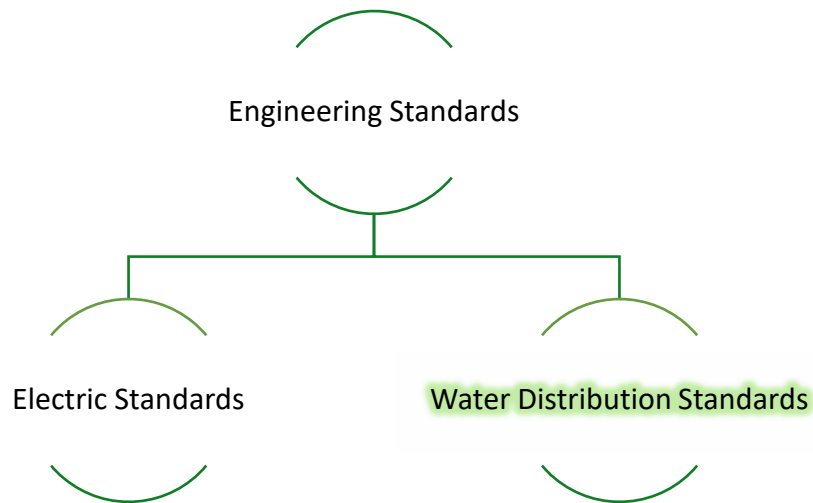 Engineering Standards
Electric Standards
Water Distribution Standards